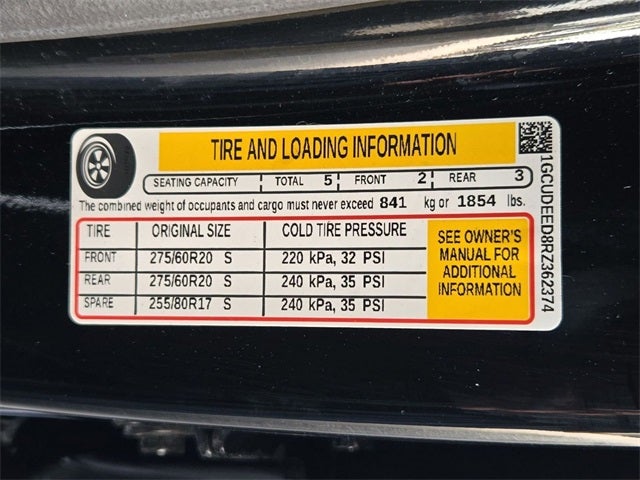 TIRE AND LOADING INFORMATION
SEATING CAPACITY TOTAL 5 FRONT 2 REAR 3
The combined weight of occupants and cargo must never exceed 841 kg or 1854 lbs.
TIRE ORIGINAL SIZE COLD TIRE PRESSURE
FRONT 275/60R20 S 220 kPa, 32 PSI
REAR 275/60R20 S 240 kPa, 35 PSI
SPARE 255/80R17 S 240 kPa, 35 PSI
SEE OWNER'S
MANUAL FOR
ADDITIONAL
INFORMATION
1GCUDEED8RZ362374